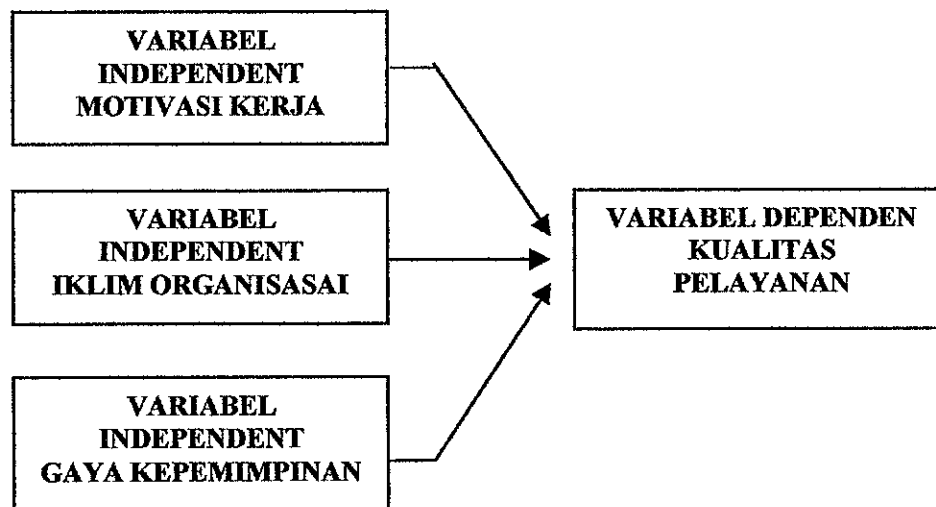 VARIABEL
INDEPENDENT
MOTIVASI KERJA
VARIABEL
INDEPENDENT
IKLIM ORGANISASAI
VARIABEL
INDEPENDENT
GAYA KEPEMIMPINAN
VARIABEL DEPENDEN
KUALITAS
PELAYANAN